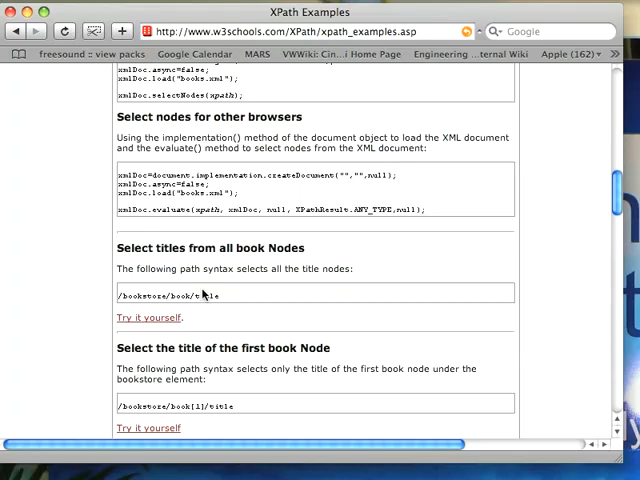 XPath Examples
http://www.w3schools.com/XPath/xpath_examples.asp
Google
freesound :: view packs Google Calendar MARS VWWiki: Cin...i Home Page Engineering ...ternal Wiki Apple (162)
xmlDoc.async=false;
xmlDoc.load("books.xml");
xmlDoc.selectNodes(xpath);
Select nodes for other browsers
Using the implementation() method of the document object to load the XML document
and the evaluate() method to select nodes from the XML document:
xmlDoc=document.implementation.createDocument("","",null);
xmlDoc.async=false;
xmlDoc.load("books.xml");
xmlDoc.evaluate(xpath, xmlDoc, null, XPathResult.ANY_TYPE,null);
Select titles from all book Nodes
The following path syntax selects all the title nodes:
/bookstore/book/title
Try it yourself.
Select the title of the first book Node
The following path syntax selects only the title of the first book node under the
bookstore element:
/bookstore/book[1]/title
Try it yourself